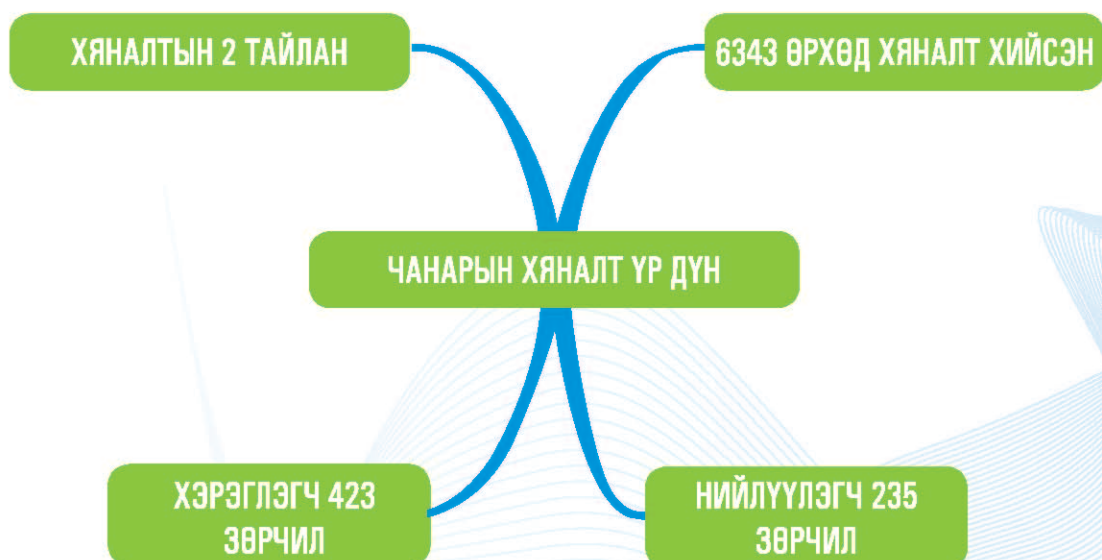 ХЯНАЛТЫН 2 ТАЙЛАН
6343 ӨРХӨД ХЯНАЛТ ХИЙСЭН
ЧАНАРЫН ХЯНАЛТ ҮР ДҮН
ХЭРЭГЛЭГЧ 423
ЗӨРЧИЛ
НИЙЛҮҮЛЭГЧ 235
ЗӨРЧИЛ